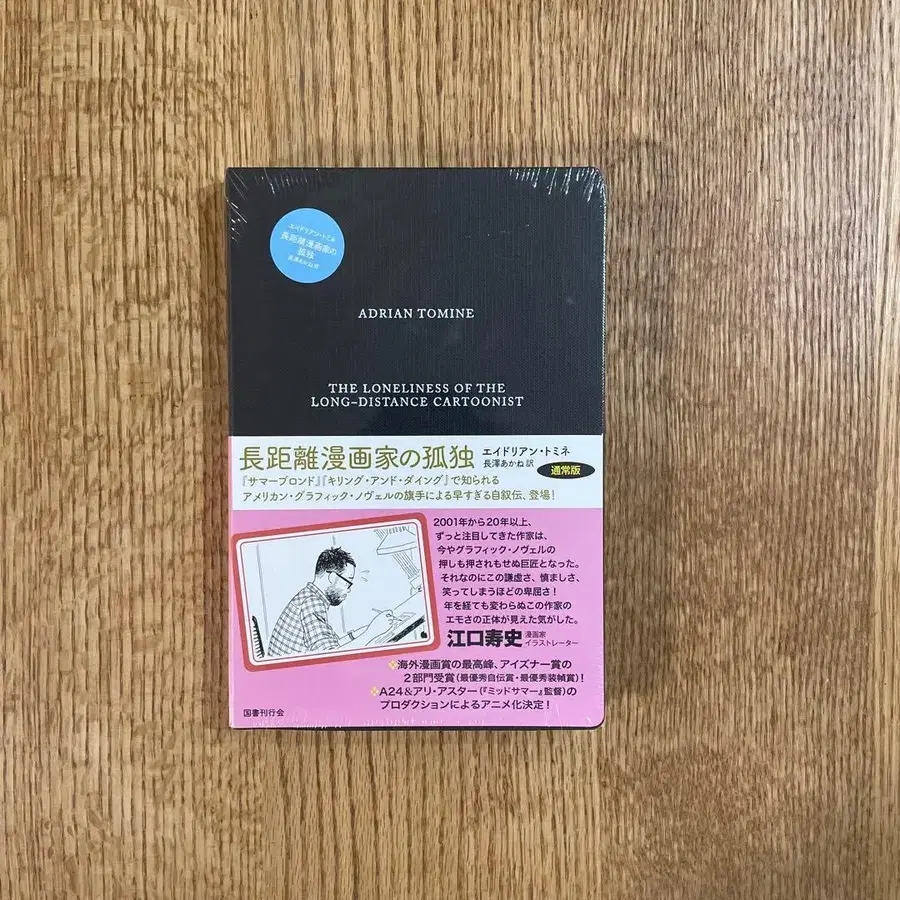 エイドリアン・トミネ
長距離漫画家の
孤独
長澤あかね 訳
ADRIAN TOMINE
THE LONELINESS OF THE
LONG–DISTANCE CARTOONIST
長距離漫画家の孤独
エイドリアン・トミネ
長澤あかね 訳
通常版
『サマーブロンド』『キリング・アンド・ダイング』で知られる
アメリカン・グラフィック・ノヴェルの旗手による早すぎる自叙伝、登場!
2001年から20年以上、
ずっと注目してきた作家は、
今やグラフィック・ノヴェルの
押しも押されもせぬ巨匠となった。
それなのにこの謙虚さ、慎ましさ、
笑ってしまうほどの卑屈さ!
年を経ても変わらぬこの作家の
エモさの正体が見えた気がした。
江口寿史 漫画家
イラストレーター
海外漫画賞の最高峰、アイズナー賞の
2部門受賞(最優秀自伝賞・最優秀装幀賞)!
A24&アリ・アスター(『ミッドサマー』監督)の
プロダクションによるアニメ化決定!
国書刊行会